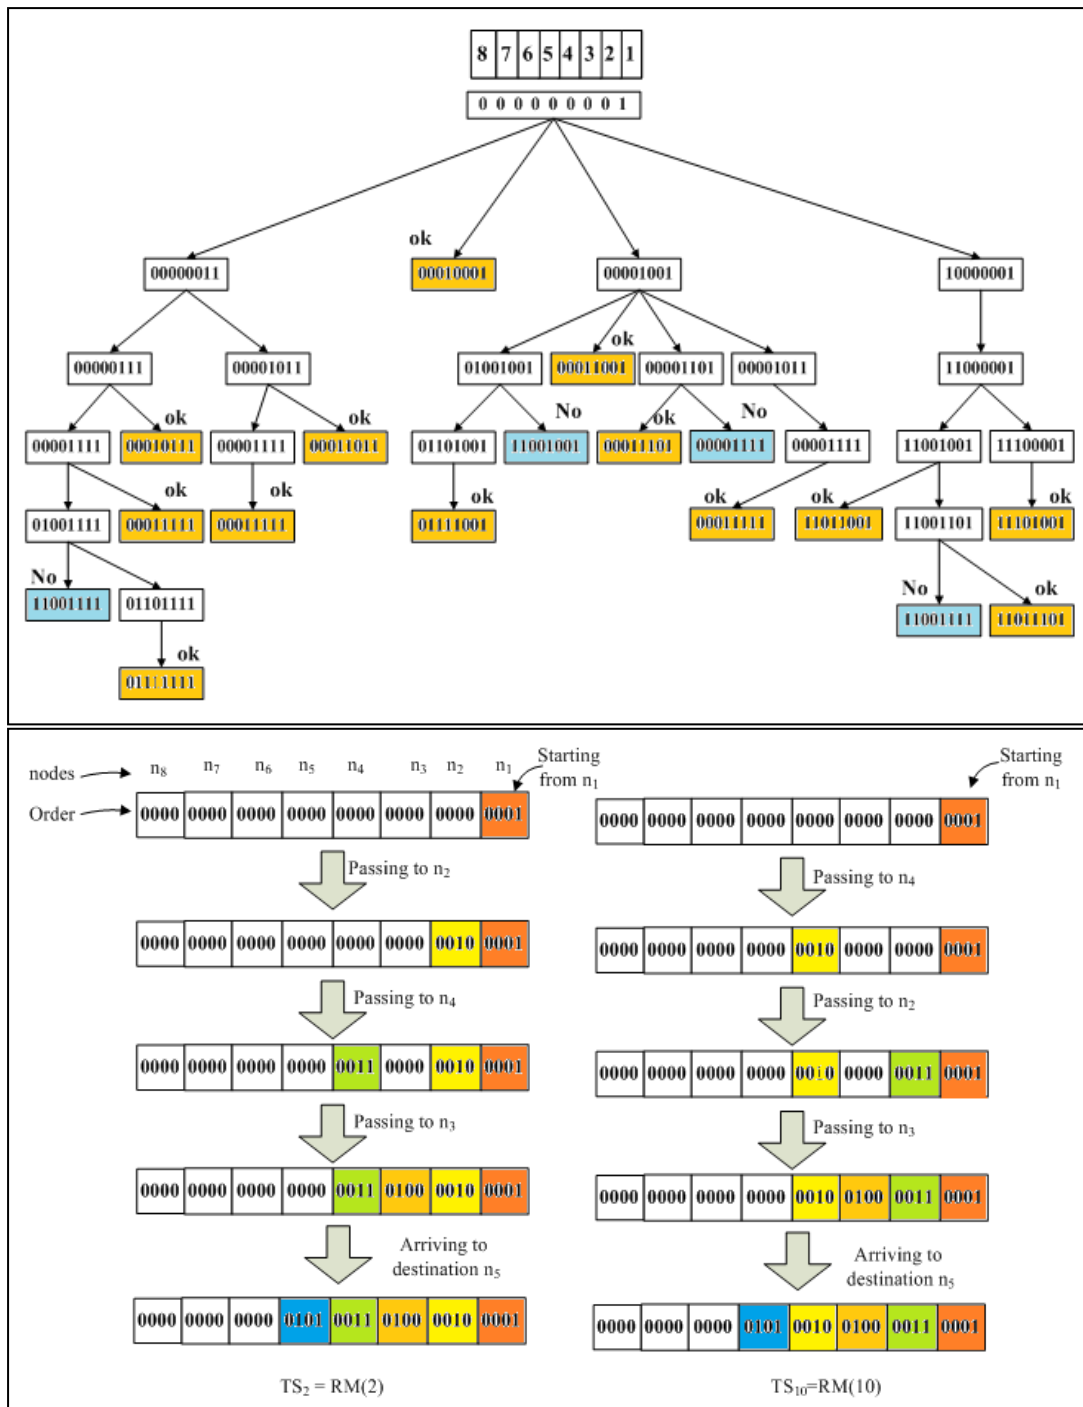 8 7 6 5 4 3 2 1
0 0 0 0 0 0 0 0 1
ok
00000011 00010001 00001001 10000001
ok
00000111 00001011 01001001 00011001 00001101 00001011 11000001
ok ok No ok No
00001111 00010111 00001111 00011011 01101001 11001001 00011101 00001111 00001111 11001001 11100001
ok ok ok ok ok ok
01001111 00011111 00011111 01111001 00011111 11011001 11001101 11101001
No No ok
11001111 01101111 11001111 11011101
ok
01111111
nodes n8 n7 n6 n5 n4 n3 n2 n1 Starting from n1
Order 0000 0000 0000 0000 0000 0000 0000 0001
Passing to n2
0000 0000 0000 0000 0000 0000 0010 0001
Passing to n4
0000 0000 0000 0000 0011 0000 0010 0001
Passing to n3
0000 0000 0000 0000 0011 0100 0010 0001
Arriving to
destination n5
0000 0000 0000 0101 0011 0100 0010 0001
TS2 = RM(2)
Starting
from n1
0000 0000 0000 0000 0000 0000 0000 0001
Passing to n4
0000 0000 0000 0000 0010 0000 0000 0001
Passing to n2
0000 0000 0000 0000 0010 0000 0011 0001
Passing to n3
0000 0000 0000 0000 0010 0100 0011 0001
Arriving to
destination n5
0000 0000 0000 0101 0010 0100 0011 0001
TS10=RM(10)